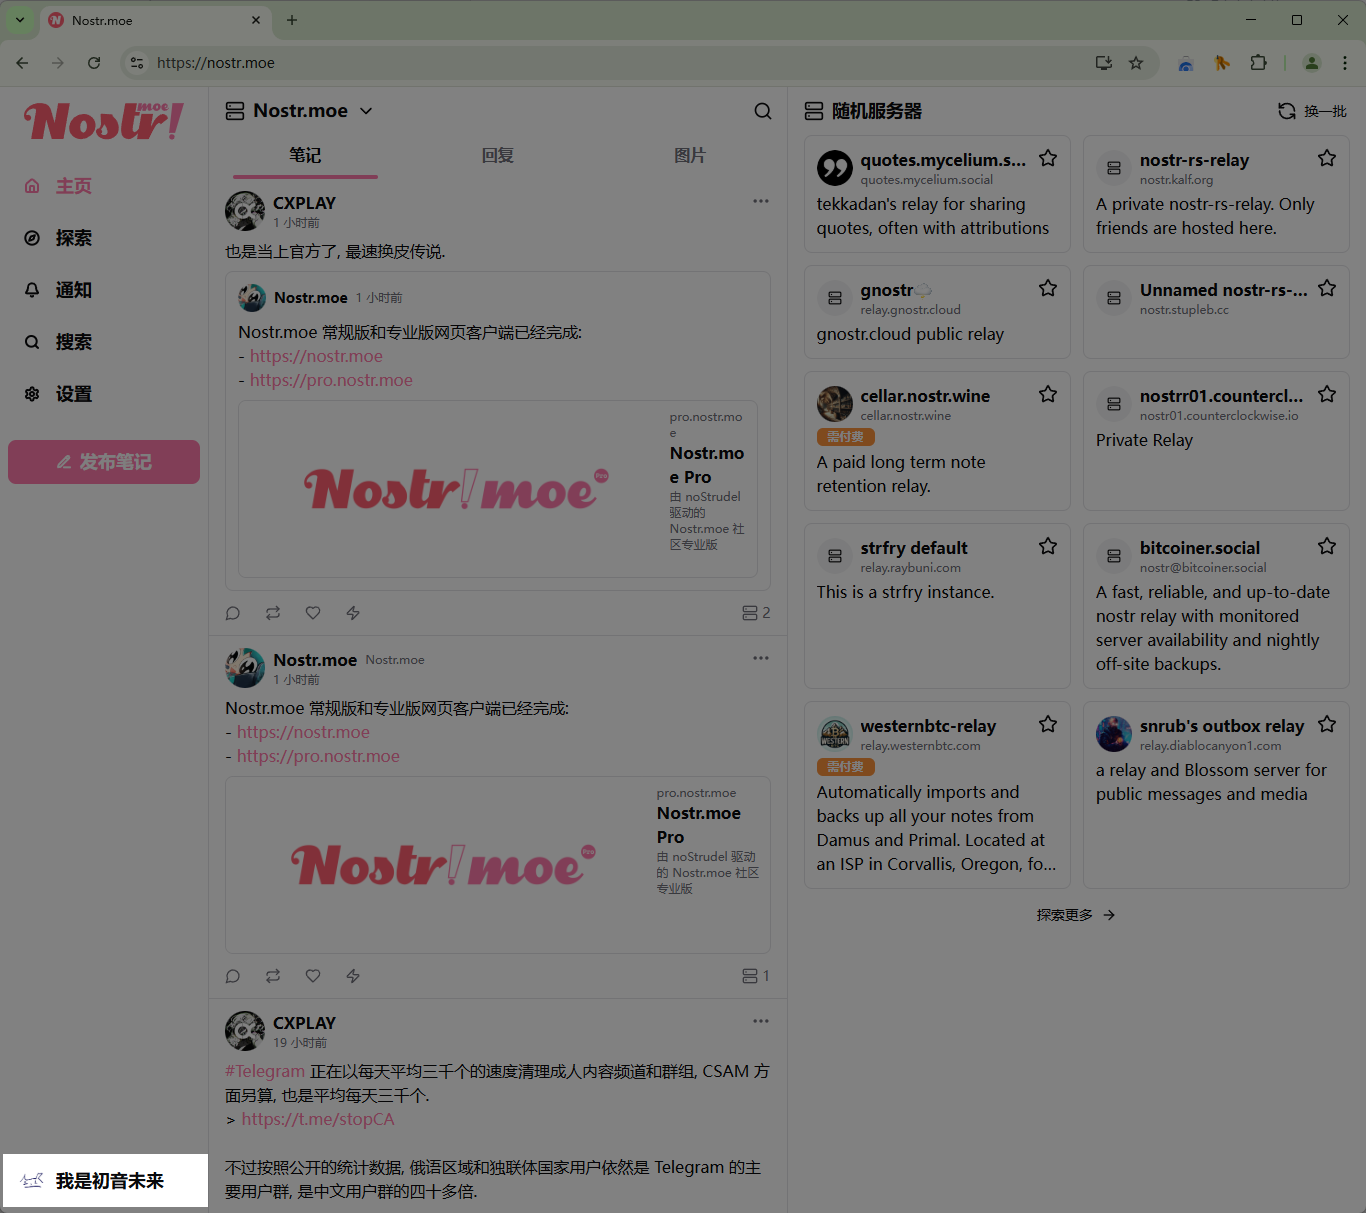 Nostr.moe
https://nostr.moe
Nostr!moe
主页
探索
通知
搜索
设置
发布笔记
我是初音未来
Nostr.moe
笔记
回复
图片
CXPLAY
1 小时前
也是当上官方了, 最速换皮传说.
Nostr.moe 1 小时前
Nostr.moe 常规版和专业版网页客户端已经完成:
- https://nostr.moe
- https://pro.nostr.moe
Nostr!moe Pro
pro.nostr.mo
e
Nostr.mo
e Pro
由 noStrudel
驱动的
Nostr.moe 社
区专业版
2
Nostr.moe Nostr.moe
1 小时前
Nostr.moe 常规版和专业版网页客户端已经完成:
- https://nostr.moe
- https://pro.nostr.moe
Nostr!moe Pro
pro.nostr.moe
Nostr.moe
Pro
由 noStrudel 驱动
的 Nostr.moe 社区
专业版
1
CXPLAY
19 小时前
#Telegram 正在以每天平均三千个的速度清理成人内容频道和群组, CSAM 方
面另算, 也是平均每天三千个.
> https://t.me/stopCA
不过按照公开的统计数据, 俄语区域和独联体国家用户依然是 Telegram 的主
要用户群, 是中文用户群的四十多倍.
随机服务器
换一批
quotes.mycelium.s...
quotes.mycelium.social
tekkadan's relay for sharing
quotes, often with attributions
nostr-rs-relay
nostr.kalf.org
A private nostr-rs-relay. Only
friends are hosted here.
gnostr🌩️
relay.gnostr.cloud
gnostr.cloud public relay
Unnamed nostr-rs-...
nostr.stupleb.cc
cellar.nostr.wine
cellar.nostr.wine
需付费
A paid long term note
retention relay.
nostrr01.countercl...
nostr01.counterclockwise.io
Private Relay
strfry default
relay.raybuni.com
This is a strfry instance.
bitcoiner.social
nostr@bitcoiner.social
A fast, reliable, and up-to-date
nostr relay with monitored
server availability and nightly
off-site backups.
WESTERN
westernbtc-relay
relay.westernbtc.com
需付费
Automatically imports and
backs up all your notes from
Damus and Primal. Located at
an ISP in Corvallis, Oregon, fo...
snrub's outbox relay
relay.diablocanyon1.com
a relay and Blossom server for
public messages and media
探索更多